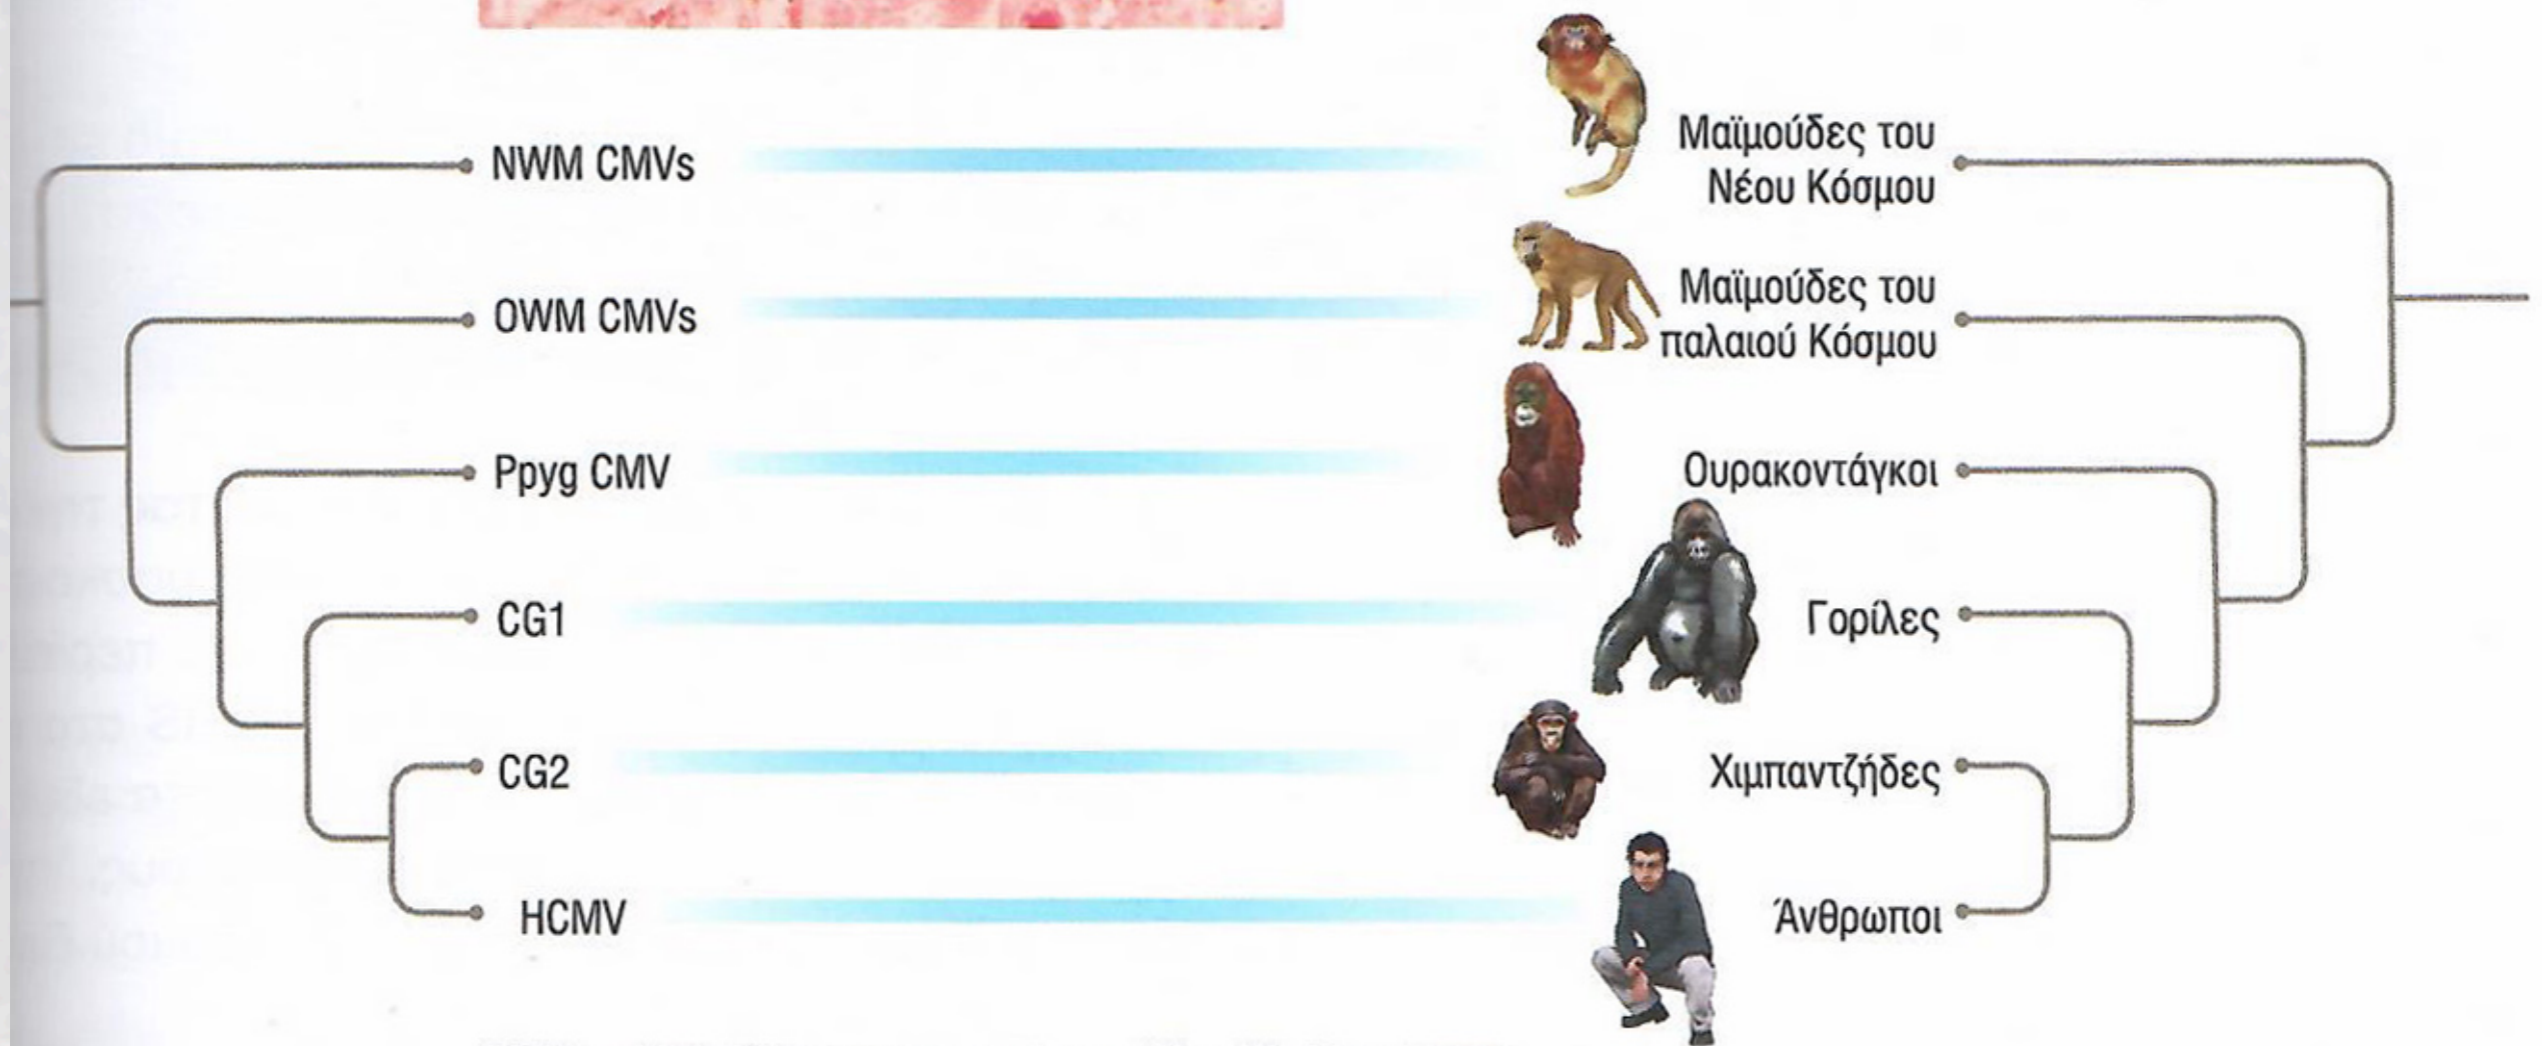 NWM CMVs
Μαϊμούδες του
Νέου Κόσμου
OWM CMVs
Μαϊμούδες του
παλαιού Κόσμου
Ppyg CMV
Ουρακοντάγκοι
CG1
Γορίλες
CG2
Χιμπαντζήδες
HCMV
Άνθρωποι